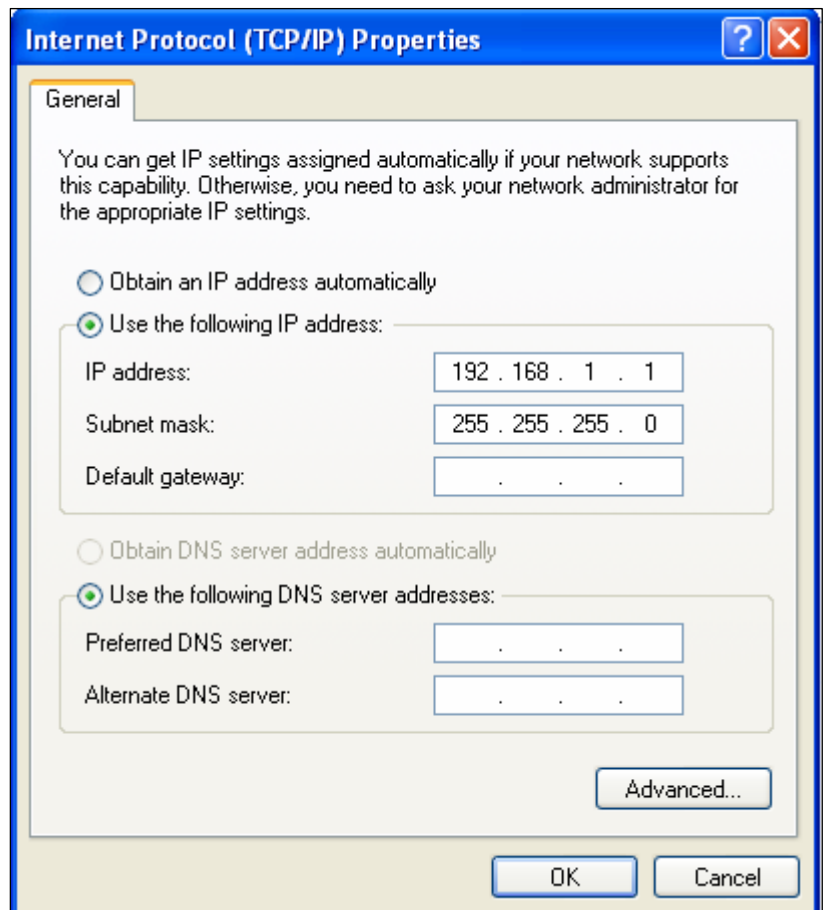 Internet Protocol (TCP/IP) Properties
?
General
You can get IP settings assigned automatically if your network supports
this capability. Otherwise, you need to ask your network administrator for
the appropriate IP settings.
Obtain an IP address automatically
Use the following IP address:
IP address: 192 . 168 . 1 . 1
Subnet mask: 255 . 255 . 255 . 0
Default gateway: . . .
Obtain DNS server address automatically
Use the following DNS server addresses:
Preferred DNS server: . . .
Alternate DNS server: . . .
Advanced...
OK Cancel